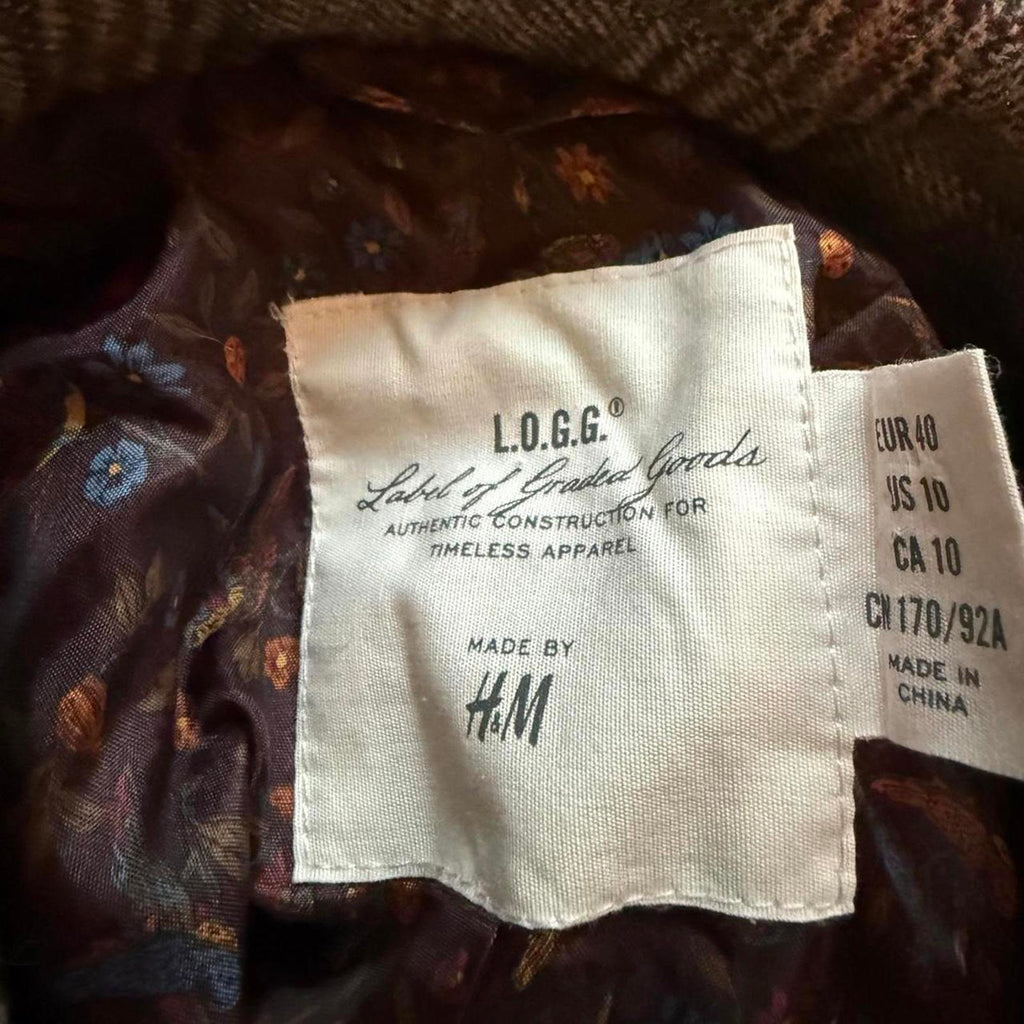 L.O.G.G.®
Label of Graded Goods
AUTHENTIC CONSTRUCTION FOR
TIMELESS APPAREL
MADE BY
H&M
EUR 40
US 10
CA 10
CN 170/92A
MADE IN
CHINA